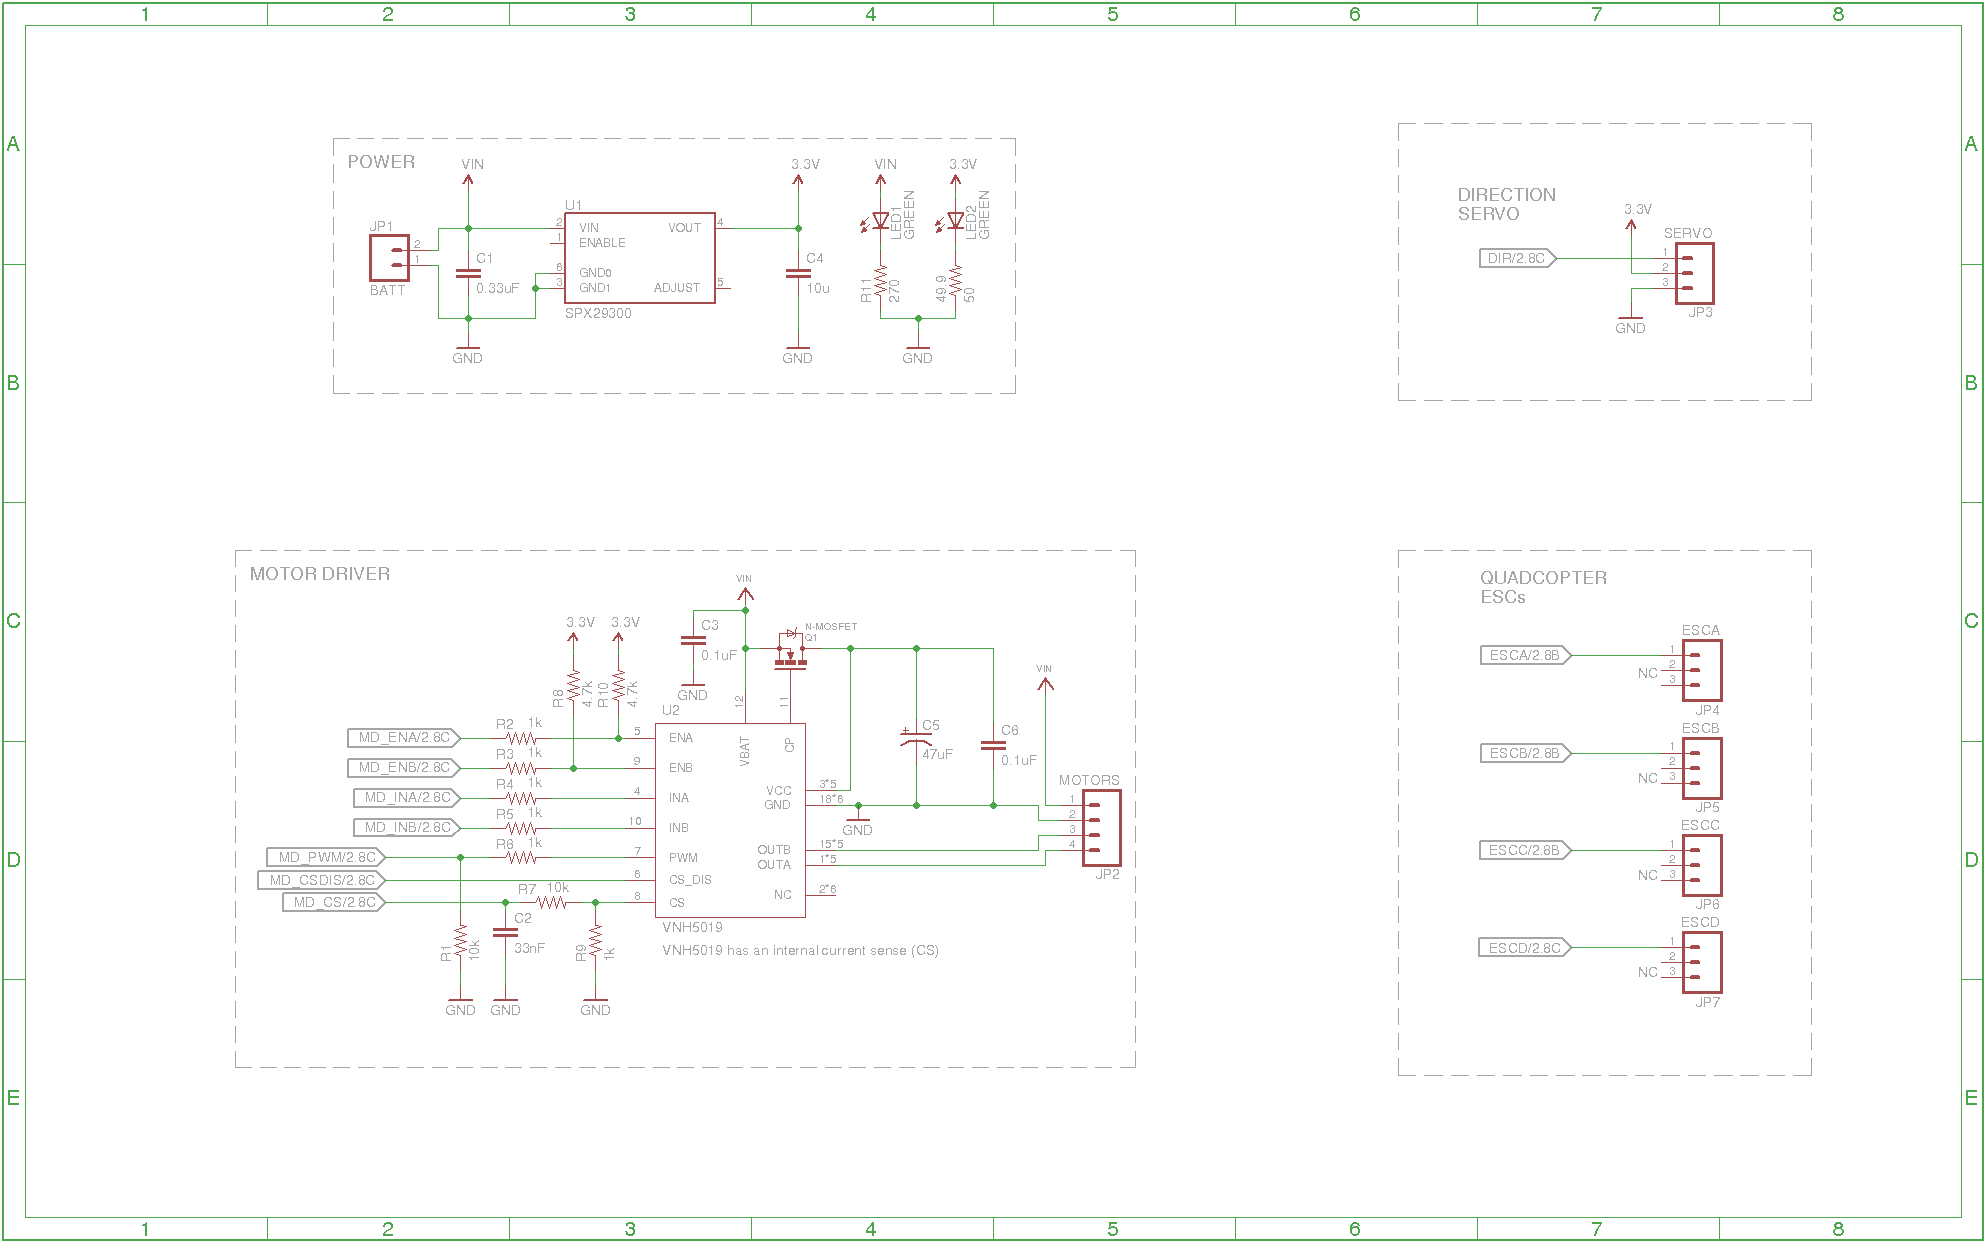 1 2 3 4 5 6 7 8
A A
B B
C C
D D
E E
POWER
VIN
3.3V
VIN
3.3V
JP1
2
1
BATT
C1
0.33uF
GND
U1
2 VIN
1 ENABLE
6 GND0
3 GND1
VOUT 4
ADJUST 5
SPX29300
C4
10u
GND
LED1
GREEN
LED2
GREEN
R11
270
49.9
50
GND
DIRECTION
SERVO
3.3V
SERVO
DIR/2.8C
1
2
3
JP3
GND
MOTOR DRIVER
VIN
3.3V
3.3V
C3
0.1uF
GND
N-MOSFET
Q1
R8
4.7k
R10
4.7k
12
11
U2
VIN
MD_ENA/2.8C
R2 1k
5 ENA
MD_ENB/2.8C
R3 1k
9 ENB
MD_INA/2.8C
R4 1k
4 INA
MD_INB/2.8C
R5 1k
10 INB
MD_PWM/2.8C
R6 1k
7 PWM
MD_CSDIS/2.8C
6 CS_DIS
MD_CS/2.8C
R7 10k
8 CS
VBAT
CP
VCC 3*5
GND 18*6
OUTB 15*5
OUTA 1*5
NC 2*6
GND
C5
47uF
C6
0.1uF
MOTORS
1
2
3
4
JP2
VNH5019
VNH5019 has an internal current sense (CS)
R1
10k
C2
33nF
R9
1k
GND
GND
GND
QUADCOPTER
ESCs
ESCA
ESCA/2.8B
1
2
NC 3
JP4
ESCB
ESCB/2.8B
1
2
NC 3
JP5
ESCC
ESCC/2.8B
1
2
NC 3
JP6
ESCD
ESCD/2.8C
1
2
NC 3
JP7
1 2 3 4 5 6 7 8